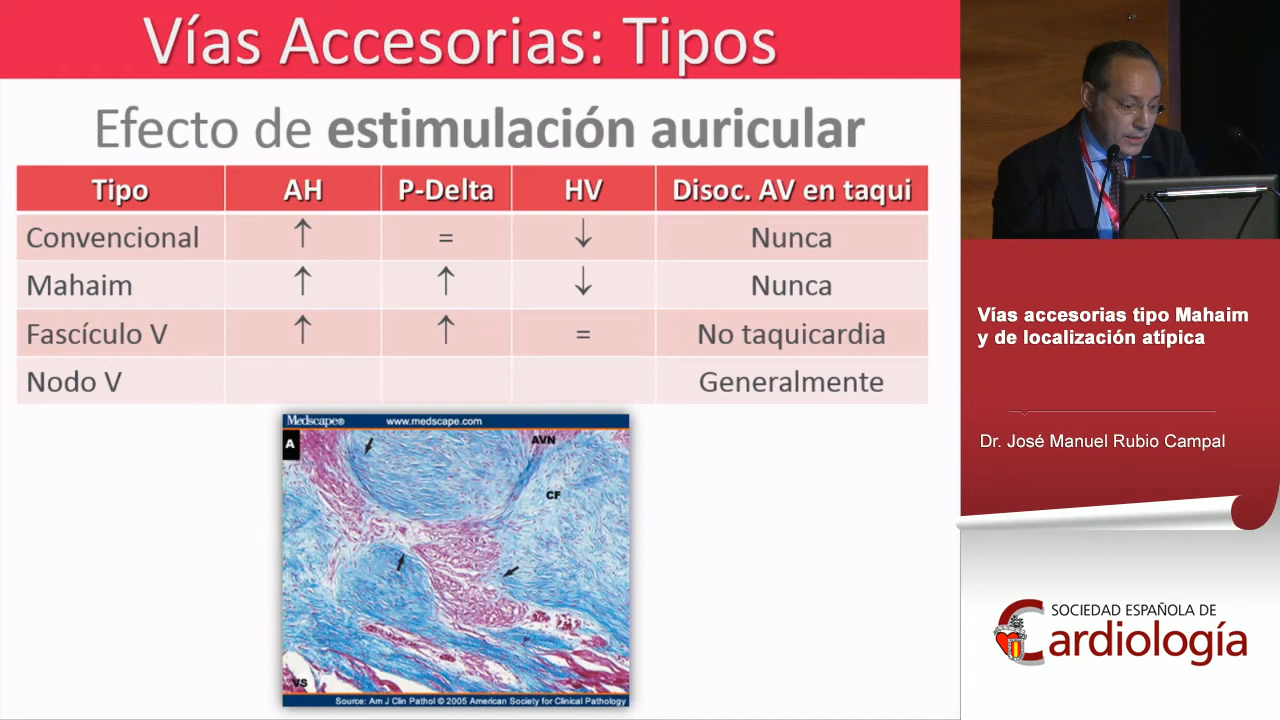 Vías Accesorias: Tipos
Efecto de estimulación auricular
Tipo AH P-Delta HV Disoc. AV en taqui
Convencional ↑ = ↓ Nunca
Mahaim ↑ ↑ ↓ Nunca
Fascículo V ↑ ↑ = No taquicardia
Nodo V Generalmente
Medscape® www.medscape.com
A
AVN
CF
VS
Source: Am J Clin Pathol © 2005 American Society for Clinical Pathology
Vías accesorias tipo Mahaim
y de localización atípica
Dr. José Manuel Rubio Campal
SOCIEDAD ESPAÑOLA DE
Cardiología